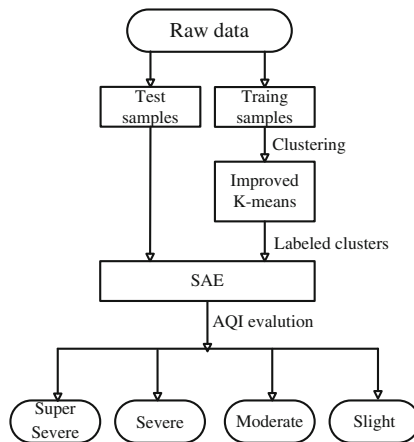 Raw data
Test
samples
Traing
samples
Clustering
Improved
K-means
Labeled clusters
SAE
AQI evalution
Super
Severe
Severe
Moderate
Slight